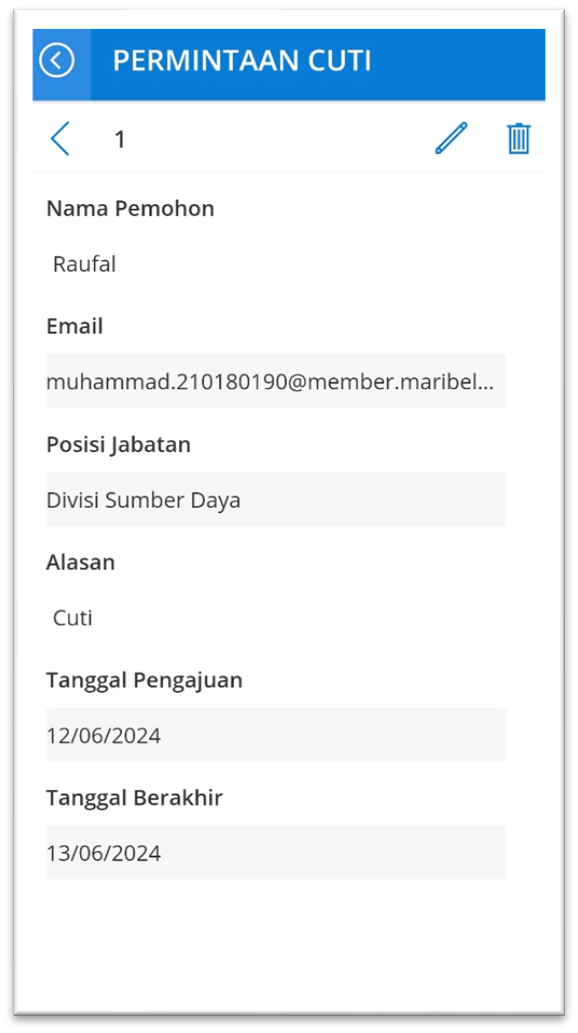 PERMINTAAN CUTI
1
Nama Pemohon
Raufal
Email
muhammad.210180190@member.maribel...
Posisi Jabatan
Divisi Sumber Daya
Alasan
Cuti
Tanggal Pengajuan
12/06/2024
Tanggal Berakhir
13/06/2024